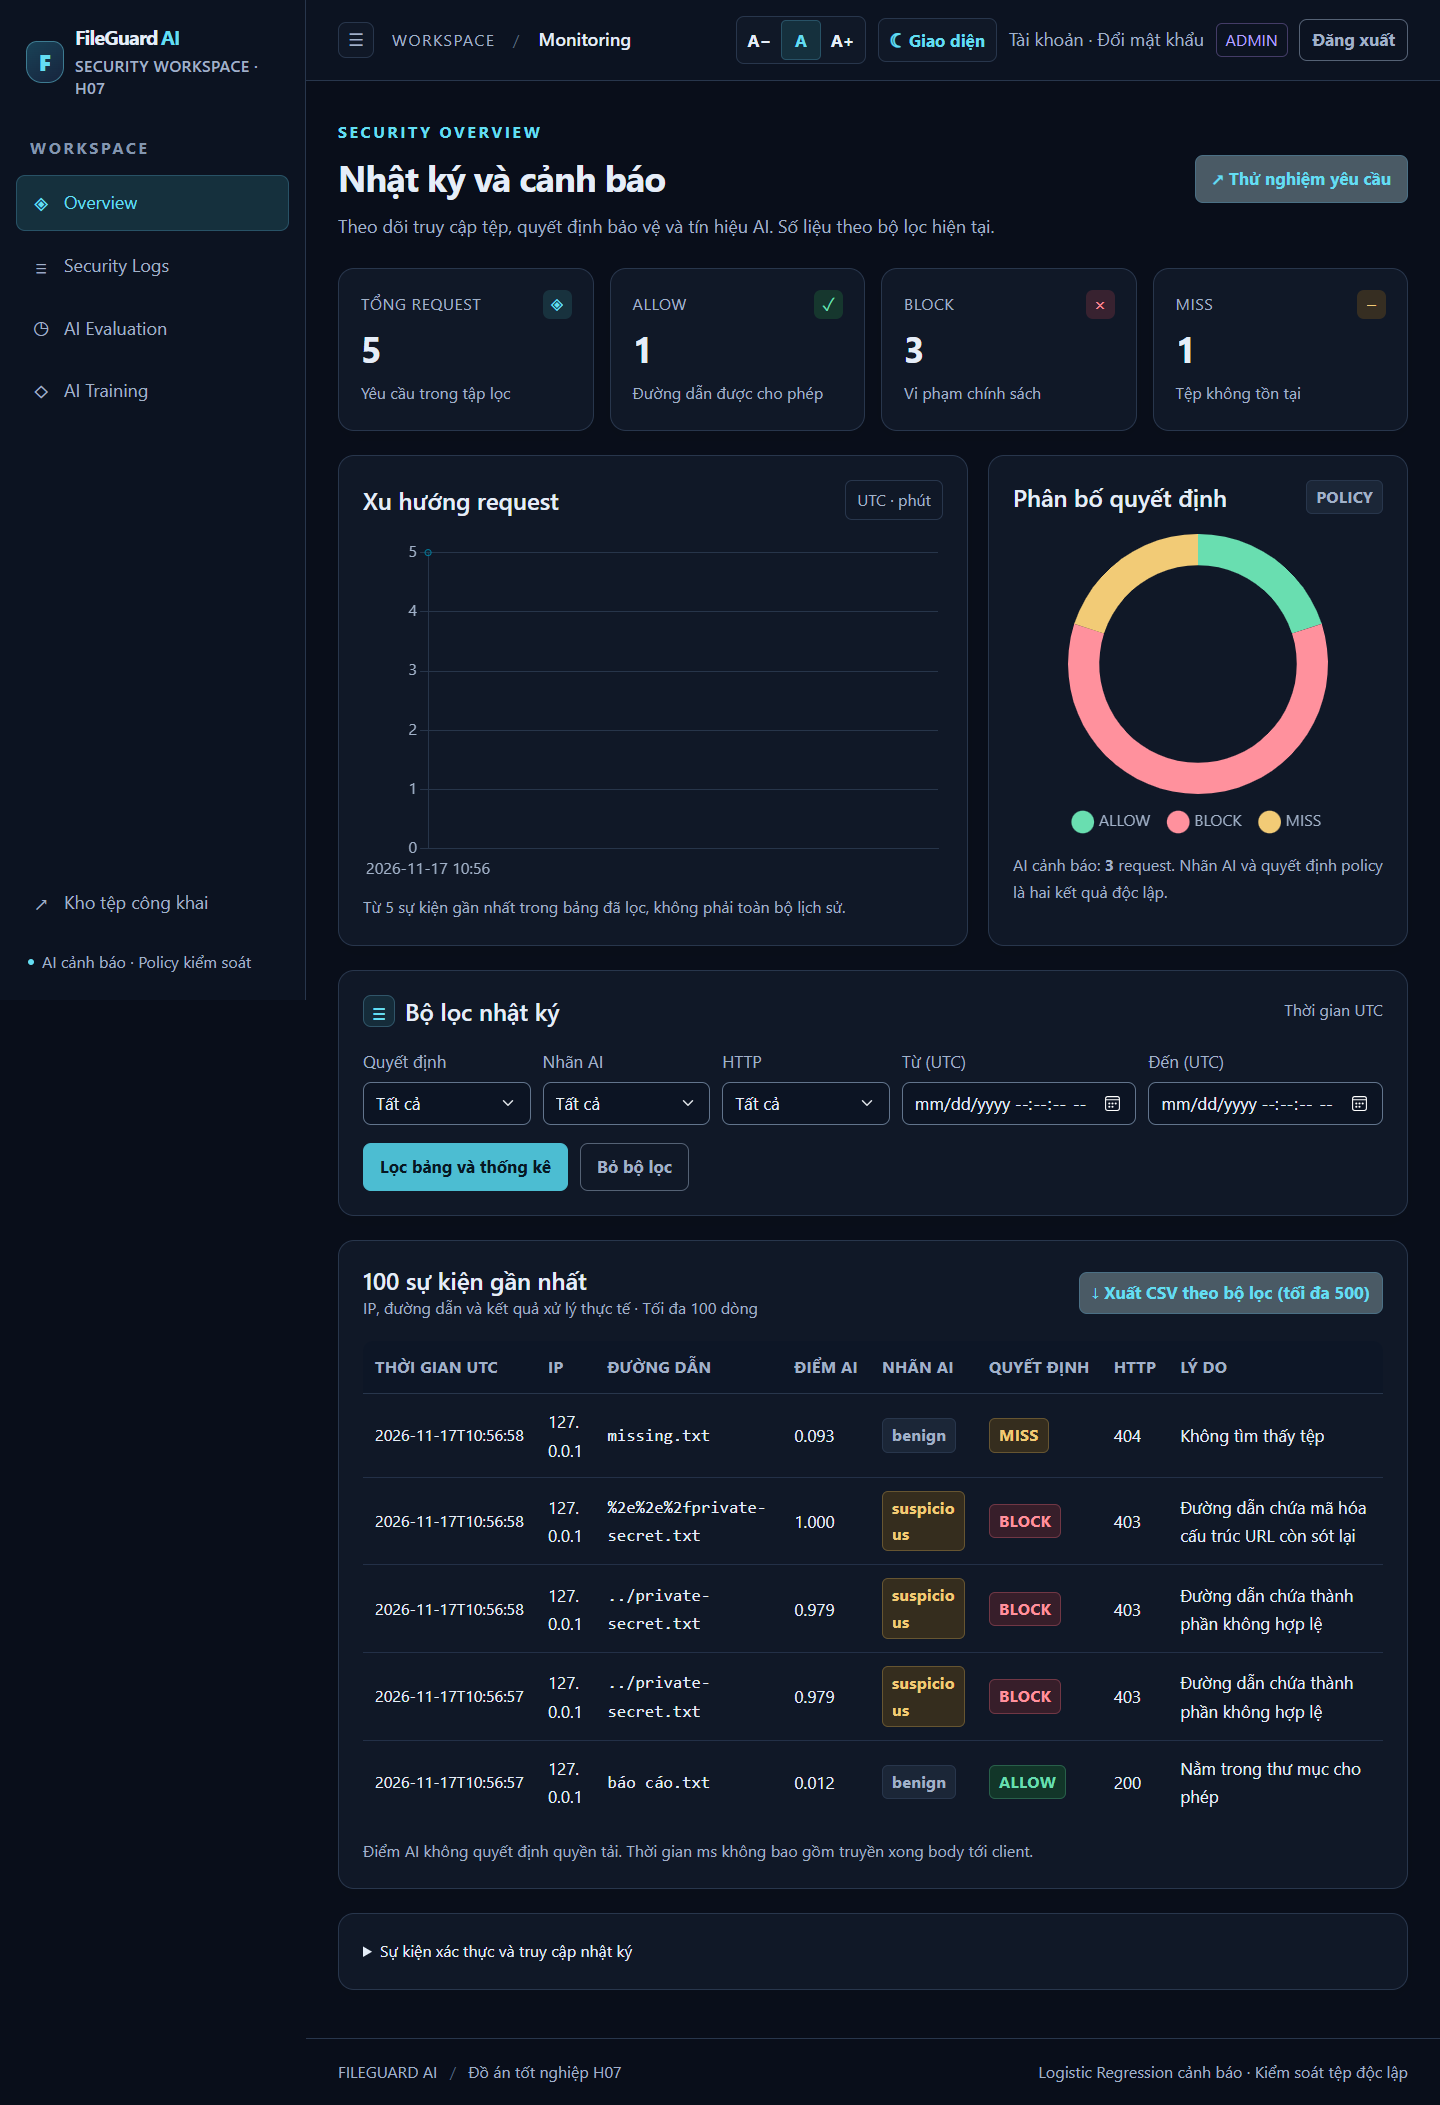 FileGuard AI
SECURITY WORKSPACE ·
H07
WORKSPACE
Overview
Security Logs
AI Evaluation
AI Training
Kho tệp công khai
AI cảnh báo · Policy kiểm soát
WORKSPACE / Monitoring
A− A A+
Giao diện
Tài khoản · Đổi mật khẩu
ADMIN
Đăng xuất
SECURITY OVERVIEW
Nhật ký và cảnh báo
↗ Thử nghiệm yêu cầu
Theo dõi truy cập tệp, quyết định bảo vệ và tín hiệu AI. Số liệu theo bộ lọc hiện tại.
TỔNG REQUEST
5
Yêu cầu trong tập lọc
ALLOW
1
Đường dẫn được cho phép
BLOCK
3
Vi phạm chính sách
MISS
1
Tệp không tồn tại
Xu hướng request
UTC · phút
5
4
3
2
1
0
2026-11-17 10:56
Từ 5 sự kiện gần nhất trong bảng đã lọc, không phải toàn bộ lịch sử.
Phân bố quyết định
POLICY
ALLOW BLOCK MISS
AI cảnh báo: 3 request. Nhãn AI và quyết định policy
là hai kết quả độc lập.
Bộ lọc nhật ký
Thời gian UTC
Quyết định Nhãn AI HTTP Từ (UTC) Đến (UTC)
Tất cả Tất cả Tất cả mm/dd/yyyy --:--:-- -- mm/dd/yyyy --:--:-- --
Lọc bảng và thống kê
Bỏ bộ lọc
100 sự kiện gần nhất
IP, đường dẫn và kết quả xử lý thực tế · Tối đa 100 dòng
↓ Xuất CSV theo bộ lọc (tối đa 500)
THỜI GIAN UTC IP ĐƯỜNG DẪN ĐIỂM AI NHÃN AI QUYẾT ĐỊNH HTTP LÝ DO
2026-11-17T10:56:58 127. missing.txt 0.093 benign MISS 404 Không tìm thấy tệp
0.0.1
2026-11-17T10:56:58 127. %2e%2e%2fprivate- 1.000 suspicio BLOCK 403 Đường dẫn chứa mã hóa
0.0.1 secret.txt us cấu trúc URL còn sót lại
2026-11-17T10:56:58 127. ../private- 0.979 suspicio BLOCK 403 Đường dẫn chứa thành
0.0.1 secret.txt us phần không hợp lệ
2026-11-17T10:56:57 127. ../private- 0.979 suspicio BLOCK 403 Đường dẫn chứa thành
0.0.1 secret.txt us phần không hợp lệ
2026-11-17T10:56:57 127. báo cáo.txt 0.012 benign ALLOW 200 Nằm trong thư mục cho
0.0.1 phép
Điểm AI không quyết định quyền tải. Thời gian ms không bao gồm truyền xong body tới client.
▶ Sự kiện xác thực và truy cập nhật ký
FILEGUARD AI / Đồ án tốt nghiệp H07
Logistic Regression cảnh báo · Kiểm soát tệp độc lập